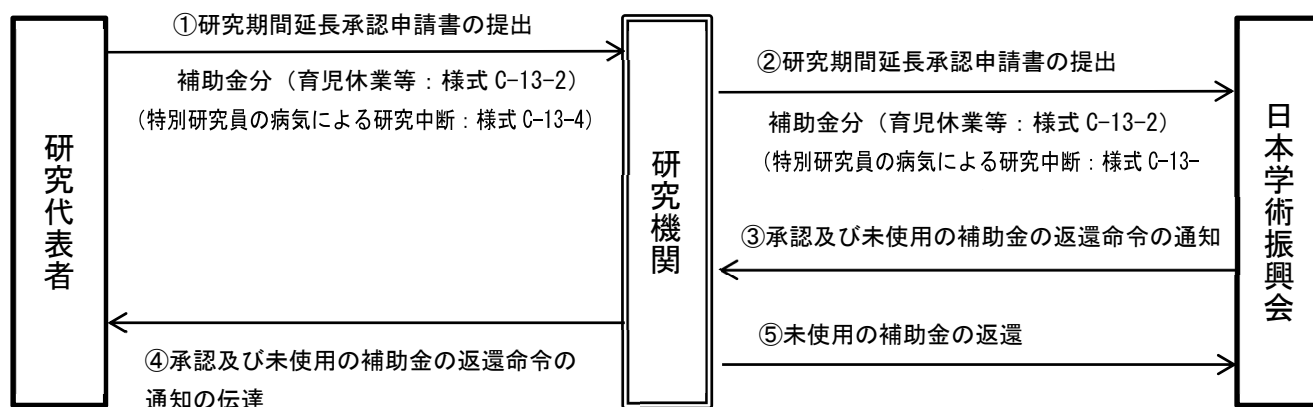 ①研究期間延長承認申請書の提出
補助金分（育児休業等：様式 C-13-2）
（特別研究員の病気による研究中断：様式 C-13-4）
②研究期間延長承認申請書の提出
補助金分（育児休業等：様式 C-13-2）
（特別研究員の病気による研究中断：様式 C-13-
研究代表者
研究機関
日本学術振興会
③承認及び未使用の補助金の返還命令の通知
④承認及び未使用の補助金の返還命令の
通知の伝達
⑤未使用の補助金の返還